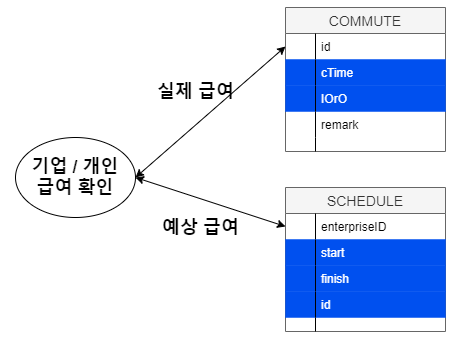 COMMUTE
id
cTime
IOrO
remark
실제 급여
기업 / 개인
급여 확인
예상 급여
SCHEDULE
enterpriseID
start
finish
id